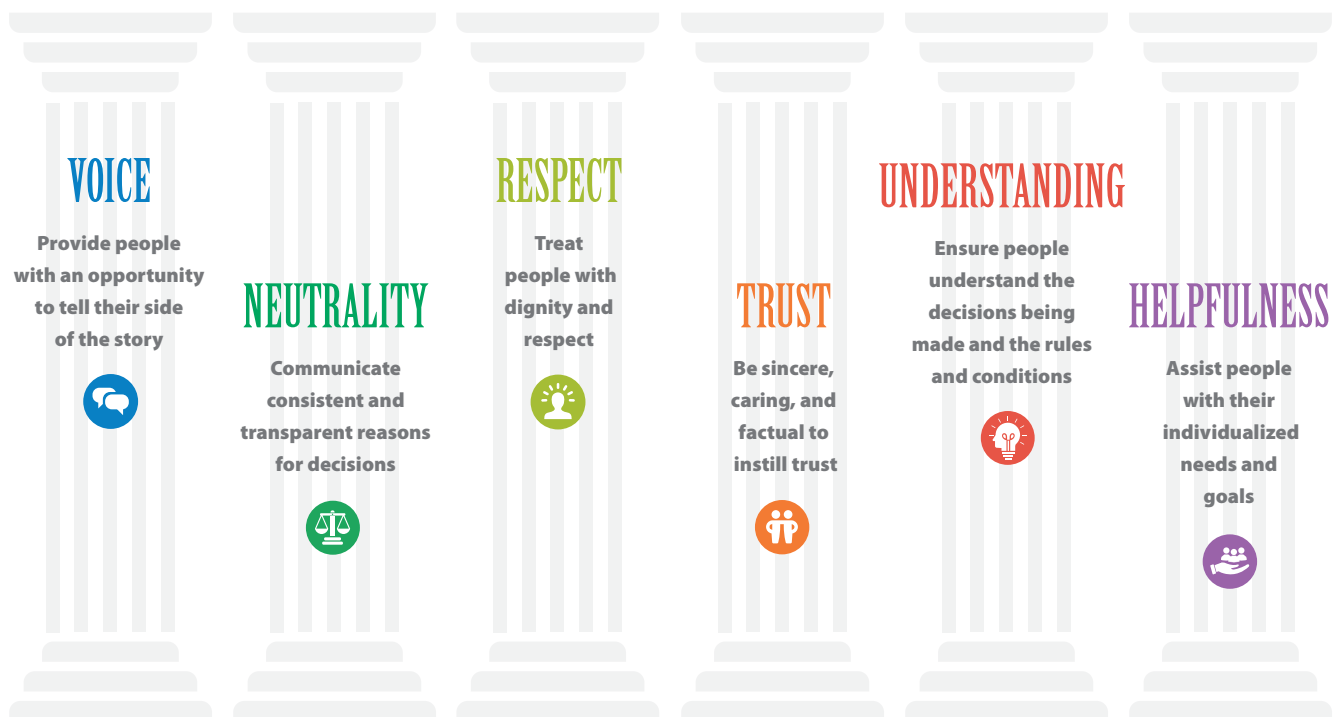 VOICE
Provide people
with an opportunity
to tell their side
of the story
NEUTRALITY
Communicate
consistent and
transparent reasons
for decisions
RESPECT
Treat
people with
dignity and
respect
TRUST
Be sincere,
caring, and
factual to
instill trust
UNDERSTANDING
Ensure people
understand the
decisions being
made and the rules
and conditions
HELPFULNESS
Assist people
with their
individualized
needs and
goals